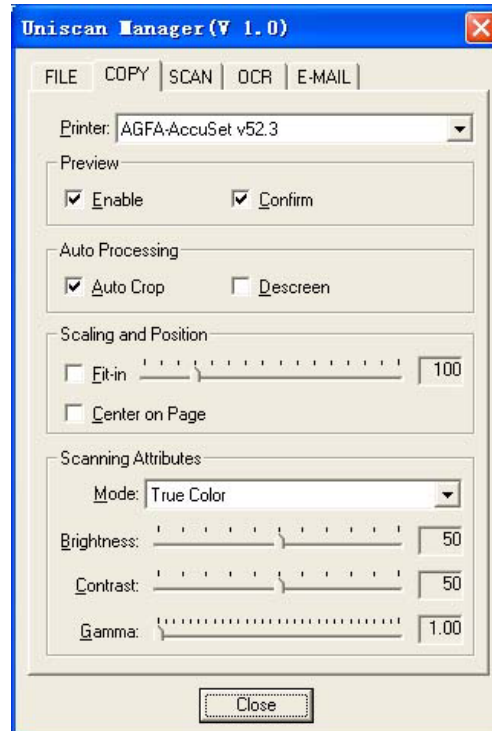 Uniscan Manager(V 1.0)
FILE COPY SCAN OCR E-MAIL
Printer: AGFA-AccuSet v52.3
Preview
Enable Confirm
Auto Processing
Auto Crop Descreen
Scaling and Position
Fit-in 100
Center on Page
Scanning Attributes
Mode: True Color
Brightness: 50
Contrast: 50
Gamma: 1.00
Close